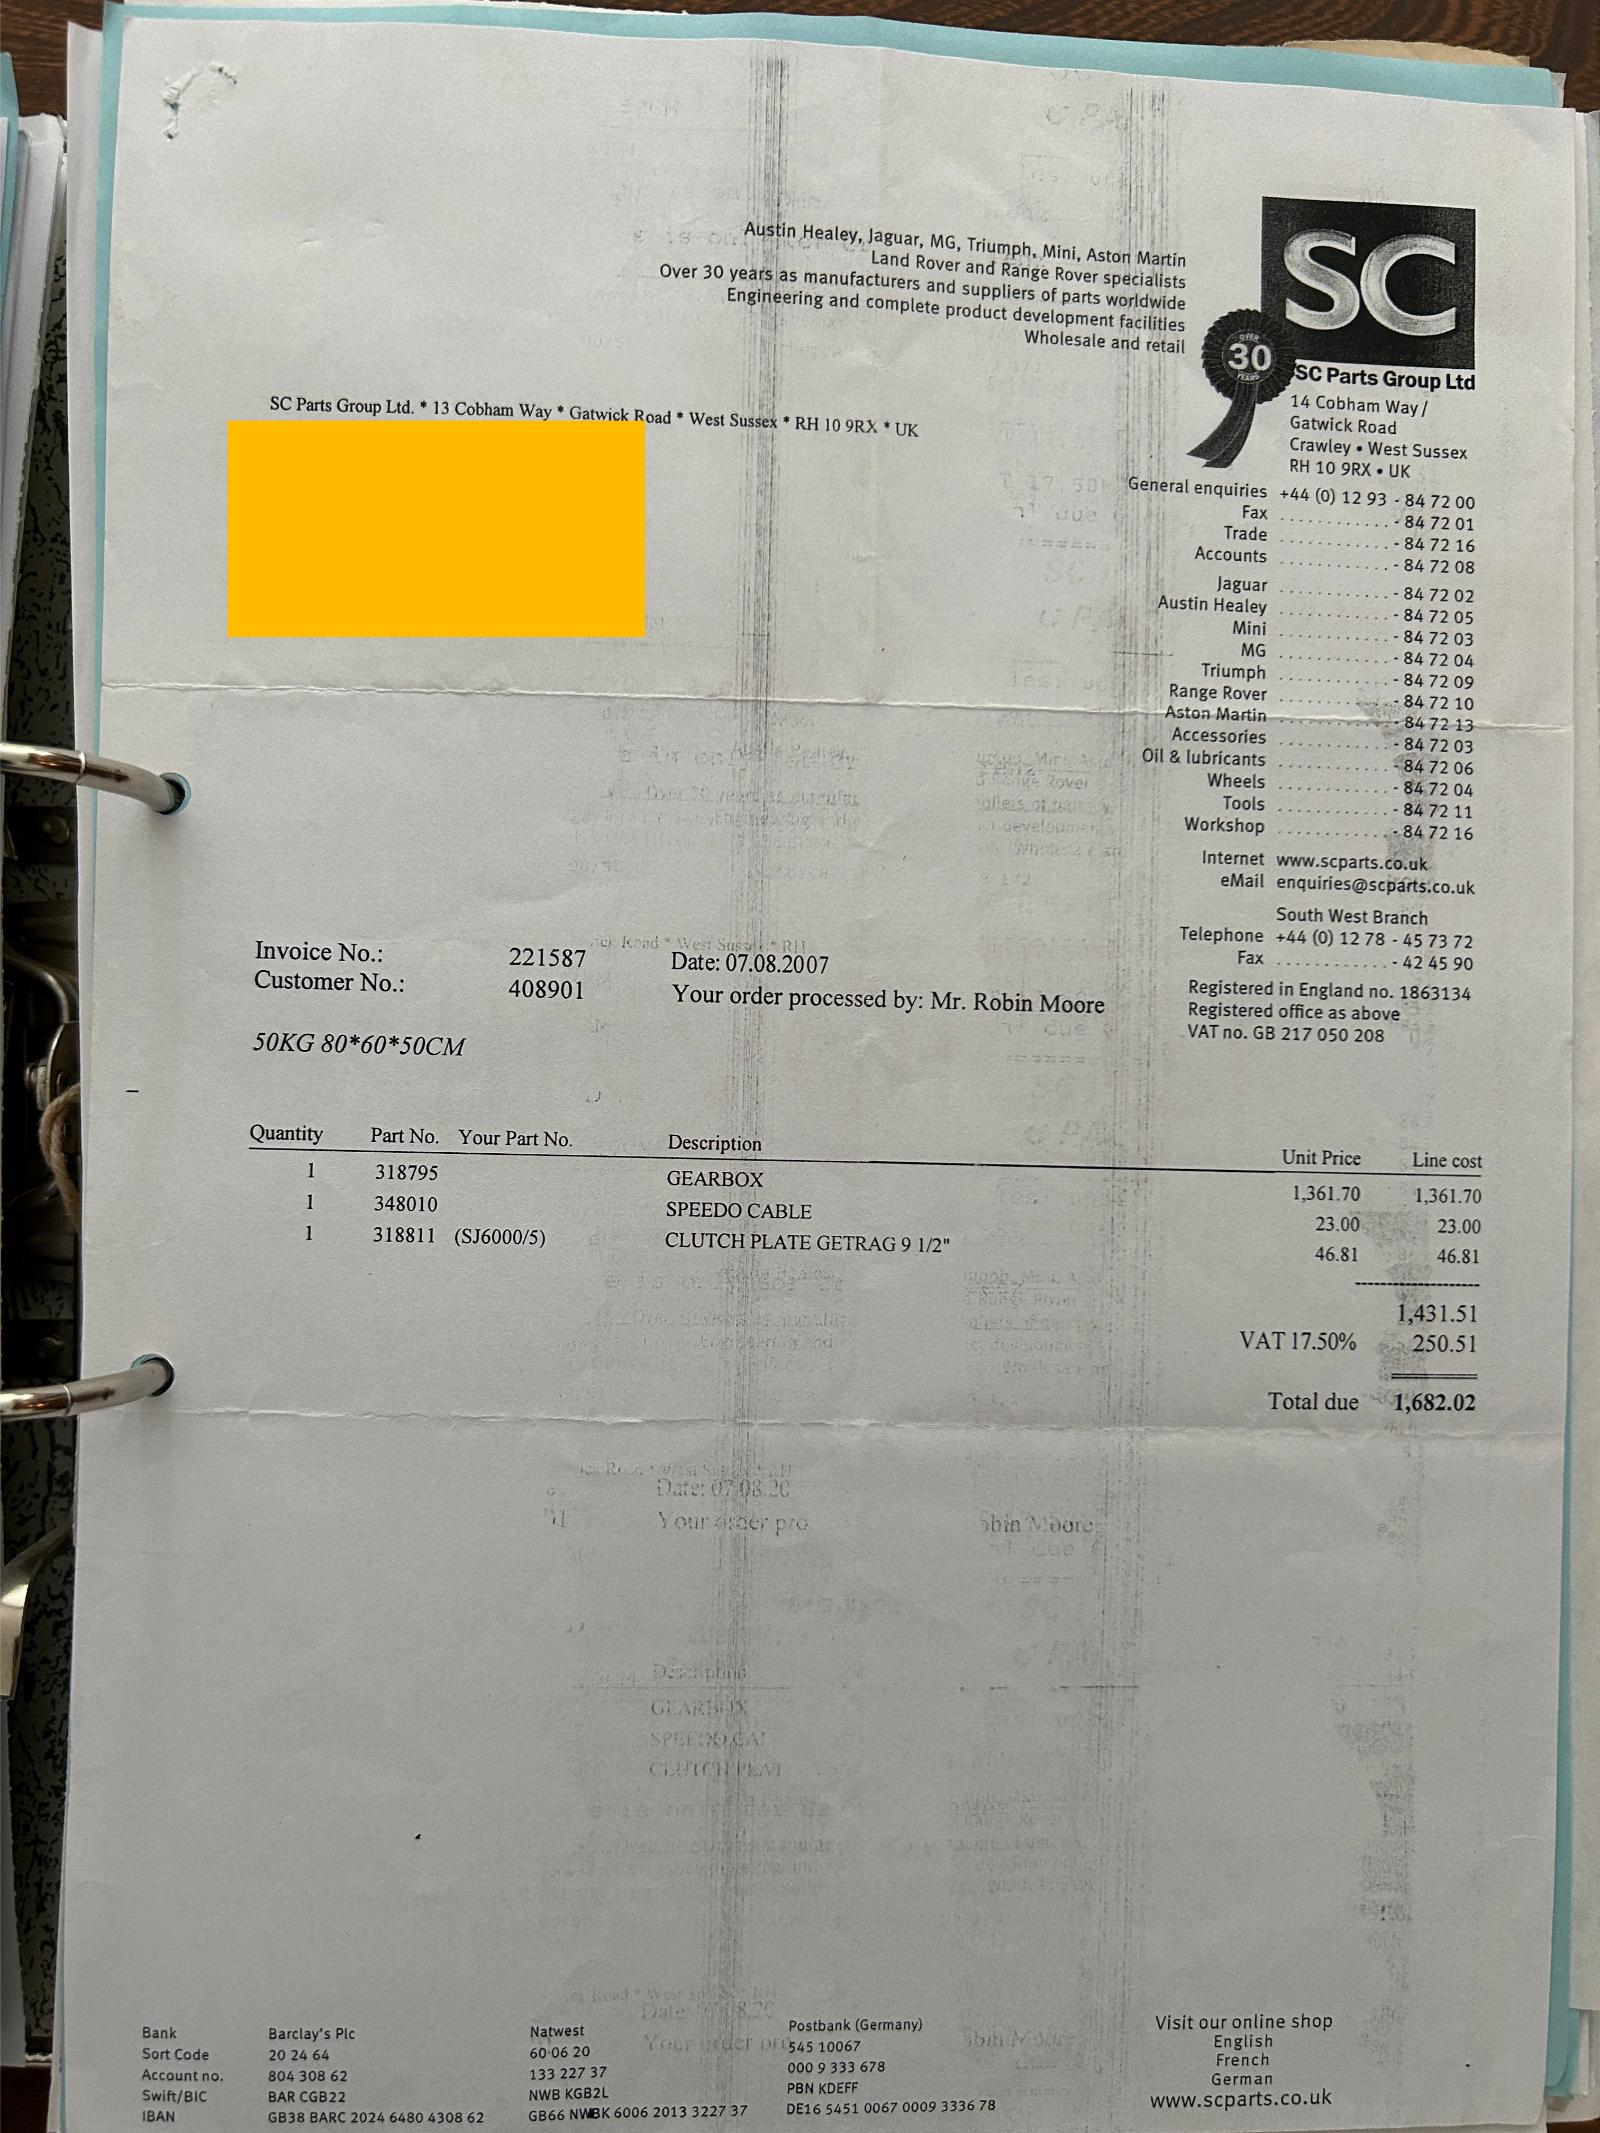 Austin Healey, Jaguar, MG, Triumph, Mini, Aston Martin
Land Rover and Range Rover specialists
Over 30 years as manufacturers and suppliers of parts worldwide
Engineering and complete product development facilities
Wholesale and retail
SC
OVER
30
YEARS
SC Parts Group Ltd
14 Cobham Way /
Gatwick Road
Crawley • West Sussex
RH 10 9RX • UK
SC Parts Group Ltd. * 13 Cobham Way * Gatwick Road * West Sussex * RH 10 9RX * UK
General enquiries +44 (0) 12 93 - 84 72 00
Fax ............ - 84 72 01
Trade ............ - 84 72 16
Accounts ............ - 84 72 08
Jaguar ............ - 84 72 02
Austin Healey ............ - 84 72 05
Mini ............ - 84 72 03
MG ............ - 84 72 04
Triumph ............ - 84 72 09
Range Rover ............ - 84 72 10
Aston Martin ............ - 84 72 13
Accessories ............ - 84 72 03
Oil & lubricants ............ - 84 72 06
Wheels ............ - 84 72 04
Tools ............ - 84 72 11
Workshop ............ - 84 72 16
Internet www.scparts.co.uk
eMail enquiries@scparts.co.uk
South West Branch
Telephone +44 (0) 12 78 - 45 73 72
Fax ............ - 42 45 90
Registered in England no. 1863134
Registered office as above
VAT no. GB 217 050 208
Invoice No.: 221587 Date: 07.08.2007
Customer No.: 408901 Your order processed by: Mr. Robin Moore
50KG 80*60*50CM
Quantity Part No. Your Part No. Description Unit Price Line cost
1 318795 GEARBOX 1,361.70 1,361.70
1 348010 SPEEDO CABLE 23.00 23.00
1 318811 (SJ6000/5) CLUTCH PLATE GETRAG 9 1/2" 46.81 46.81
1,431.51
VAT 17.50% 250.51
Total due 1,682.02
Date: 07.08.20
Your order pro
Description
GEARBOX
Bank Barclay's Plc Natwest Postbank (Germany)
Sort Code 20 24 64 60 06 20 545 10067
Account no. 804 308 62 133 227 37 000 9 333 678
Swift/BIC BAR CGB22 NWB KGB2L PBN KDEFF
IBAN GB38 BARC 2024 6480 4308 62 GB66 NWBK 6006 2013 3227 37 DE16 5451 0067 0009 3336 78
Visit our online shop
English
French
German
www.scparts.co.uk